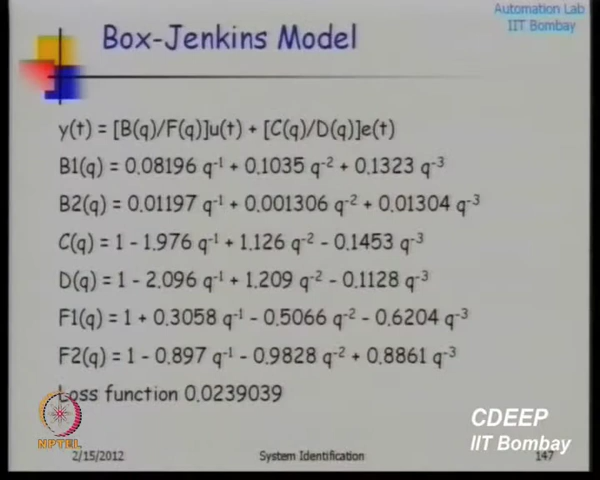 Automation Lab
IIT Bombay
Box-Jenkins Model
y(t) = [B(q)/F(q)]u(t) + [C(q)/D(q)]e(t)
B1(q) = 0.08196 q⁻¹ + 0.1035 q⁻² + 0.1323 q⁻³
B2(q) = 0.01197 q⁻¹ + 0.001306 q⁻² + 0.01304 q⁻³
C(q) = 1 - 1.976 q⁻¹ + 1.126 q⁻² - 0.1453 q⁻³
D(q) = 1 - 2.096 q⁻¹ + 1.209 q⁻² - 0.1128 q⁻³
F1(q) = 1 + 0.3058 q⁻¹ - 0.5066 q⁻² - 0.6204 q⁻³
F2(q) = 1 - 0.897 q⁻¹ - 0.9828 q⁻² + 0.8861 q⁻³
Loss function 0.0239039
NPTEL
CDEEP
IIT Bombay
2/15/2012
System Identification
147